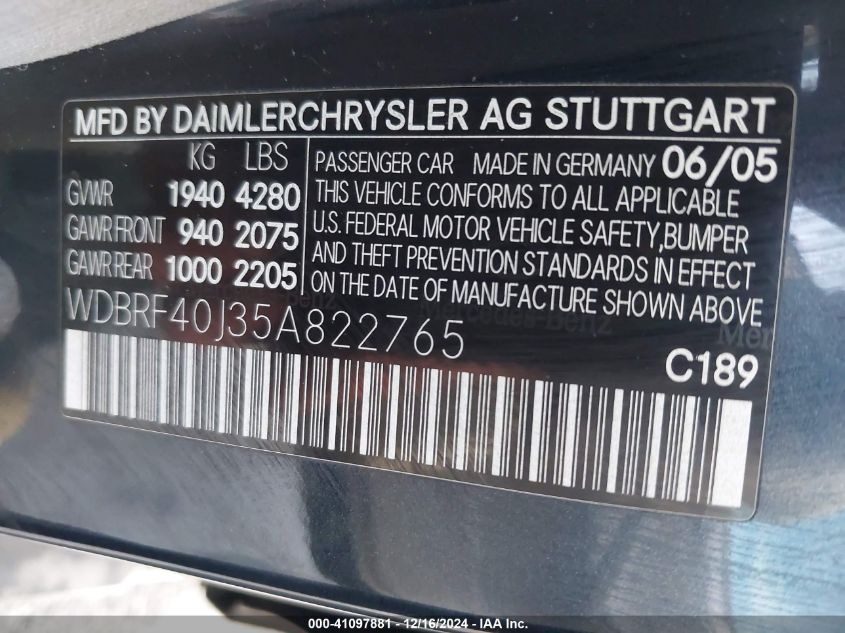 MFD BY DAIMLERCHRYSLER AG STUTTGART
KG LBS
GVWR 1940 4280
GAWR FRONT 940 2075
GAWR REAR 1000 2205
PASSENGER CAR MADE IN GERMANY 06/05
THIS VEHICLE CONFORMS TO ALL APPLICABLE
U.S. FEDERAL MOTOR VEHICLE SAFETY,BUMPER
AND THEFT PREVENTION STANDARDS IN EFFECT
ON THE DATE OF MANUFACTURE SHOWN ABOVE
WDBRF40J35A822765
Mercedes-Benz
C189
000-41097881 - 12/16/2024 - IAA Inc.